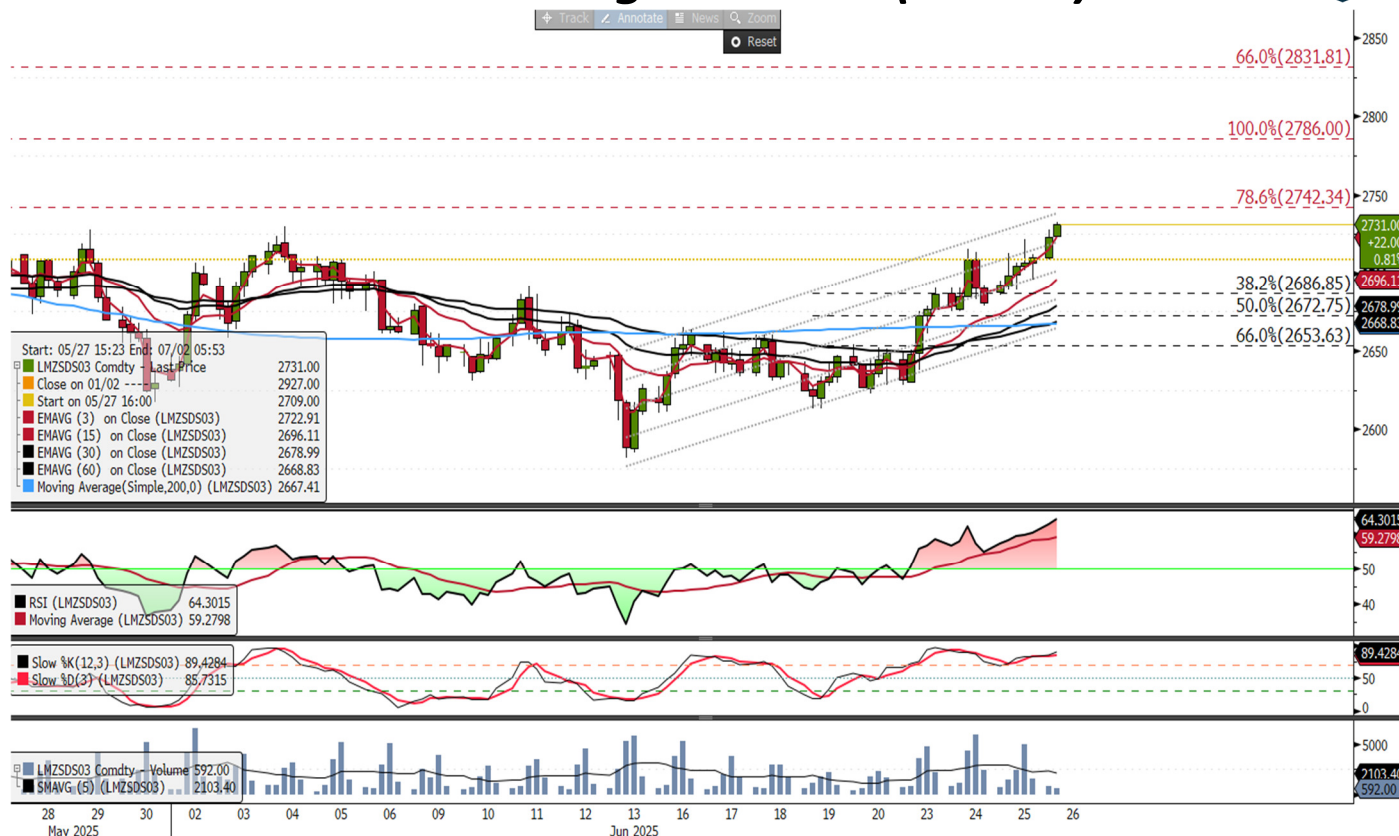 Track Annotate News Zoom
Reset
66.0%(2831.81)
100.0%(2786.00)
78.6%(2742.34)
38.2%(2686.85)
50.0%(2672.75)
66.0%(2653.63)
2850
2800
2750
2731.00
+22.00
0.81%
2696.11
2678.99
2668.83
2650
2600
Start: 05/27 15:23 End: 07/02 05:53
LMZSDS03 Comdty - Last Price 2731.00
Close on 01/02 ---- 2927.00
Start on 05/27 16:00 2709.00
EMAVG (3) on Close (LMZSDS03) 2722.91
EMAVG (15) on Close (LMZSDS03) 2696.11
EMAVG (30) on Close (LMZSDS03) 2678.99
EMAVG (60) on Close (LMZSDS03) 2668.83
Moving Average(Simple,200,0) (LMZSDS03) 2667.41
64.3015
59.2798
50
40
RSI (LMZSDS03) 64.3015
Moving Average (LMZSDS03) 59.2798
Slow %K(12,3) (LMZSDS03) 89.4284
Slow %D(3) (LMZSDS03) 85.7315
89.4284
50
0
LMZSDS03 Comdty - Volume 592.00
SMAVG (5) (LMZSDS03) 2103.40
5000
2103.40
592.00
28 29 30 02 03 04 05 06 09 10 11 12 13 16 17 18 19 20 23 24 25 26
May 2025 Jun 2025